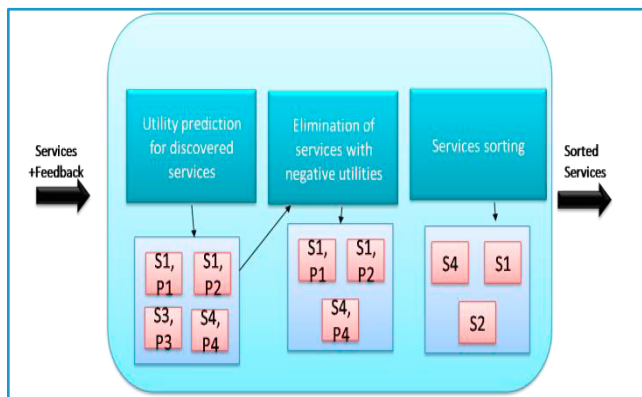 Services
+Feedback
Utility prediction
for discovered
services
Elimination of
services with
negative utilities
Services sorting
Sorted
Services
S1,
P1
S1,
P2
S3,
P3
S4,
P4
S1,
P1
S1,
P2
S4,
P4
S4
S1
S2